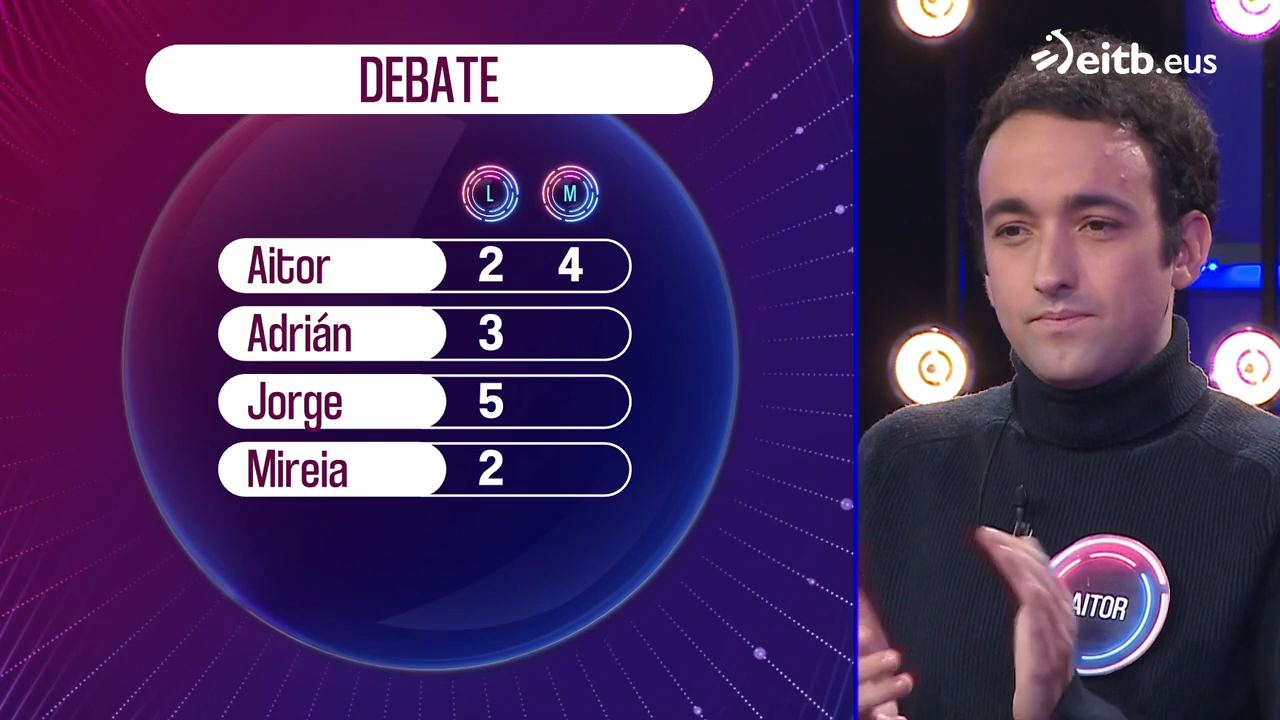 DEBATE
eitb.eus
L M
Aitor 2 4
Adrián 3
Jorge 5
Mireia 2
AITOR